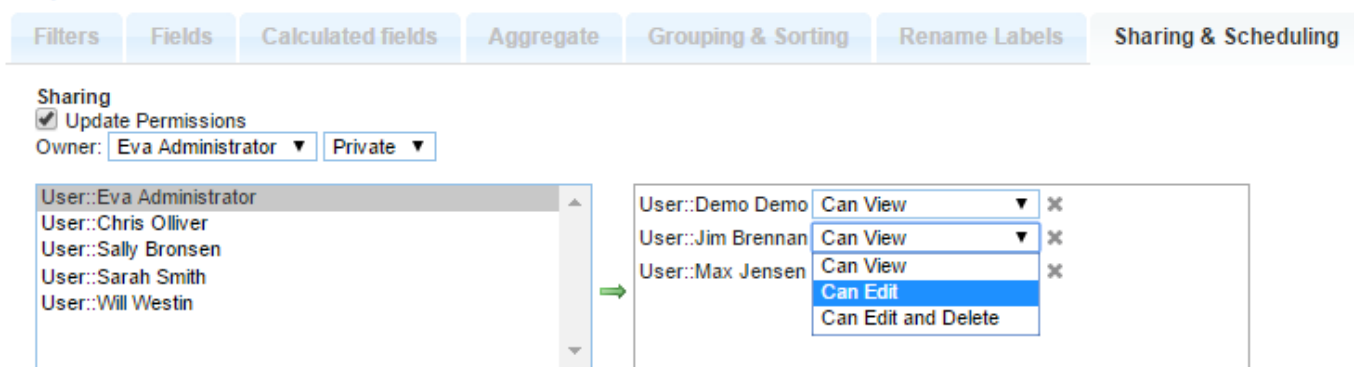 Filters Fields Calculated fields Aggregate Grouping & Sorting Rename Labels Sharing & Scheduling
Sharing
Update Permissions
Owner: Eva Administrator Private
User::Eva Administrator
User::Chris Olliver
User::Sally Bronsen
User::Sarah Smith
User::Will Westin
User::Demo Demo Can View
User::Jim Brennan Can View
User::Max Jensen
Can View
Can Edit
Can Edit and Delete